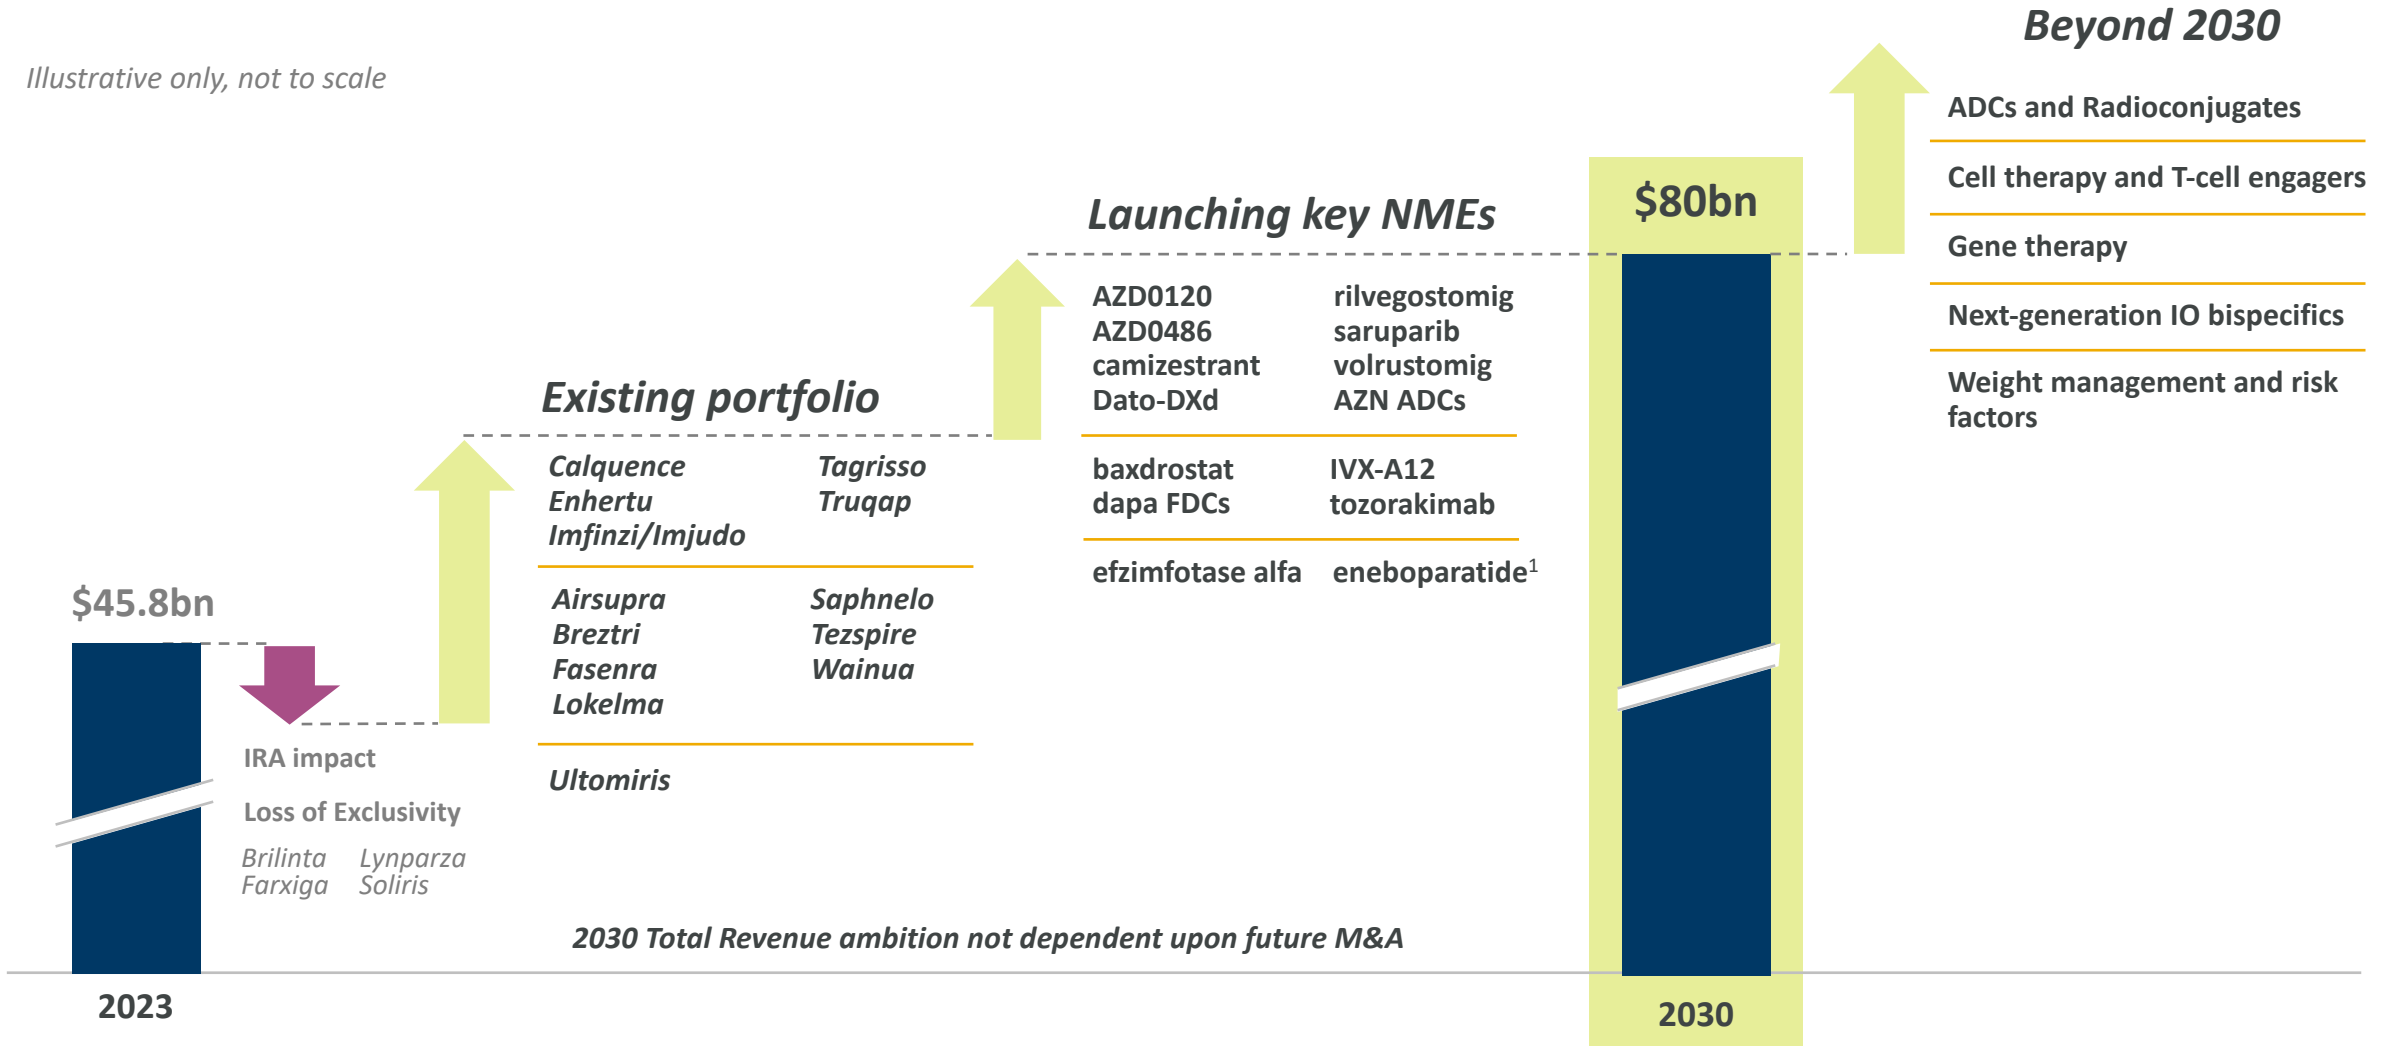 Illustrative only, not to scale
$45.8bn
2023
IRA impact
Loss of Exclusivity
Brilinta Lynparza
Farxiga Soliris
Existing portfolio
Calquence Tagrisso
Enhertu Truqap
Imfinzi/Imjudo
Airsupra Saphnelo
Breztri Tezspire
Fasenra Wainua
Lokelma
Ultomiris
Launching key NMEs
AZD0120 rilvegostomig
AZD0486 saruparib
camizestrant volrustomig
Dato-DXd AZN ADCs
baxdrostat IVX-A12
dapa FDCs tozorakimab
efzimfotase alfa eneboparatide¹
2030 Total Revenue ambition not dependent upon future M&A
$80bn
2030
Beyond 2030
ADCs and Radioconjugates
Cell therapy and T-cell engagers
Gene therapy
Next-generation IO bispecifics
Weight management and risk
factors